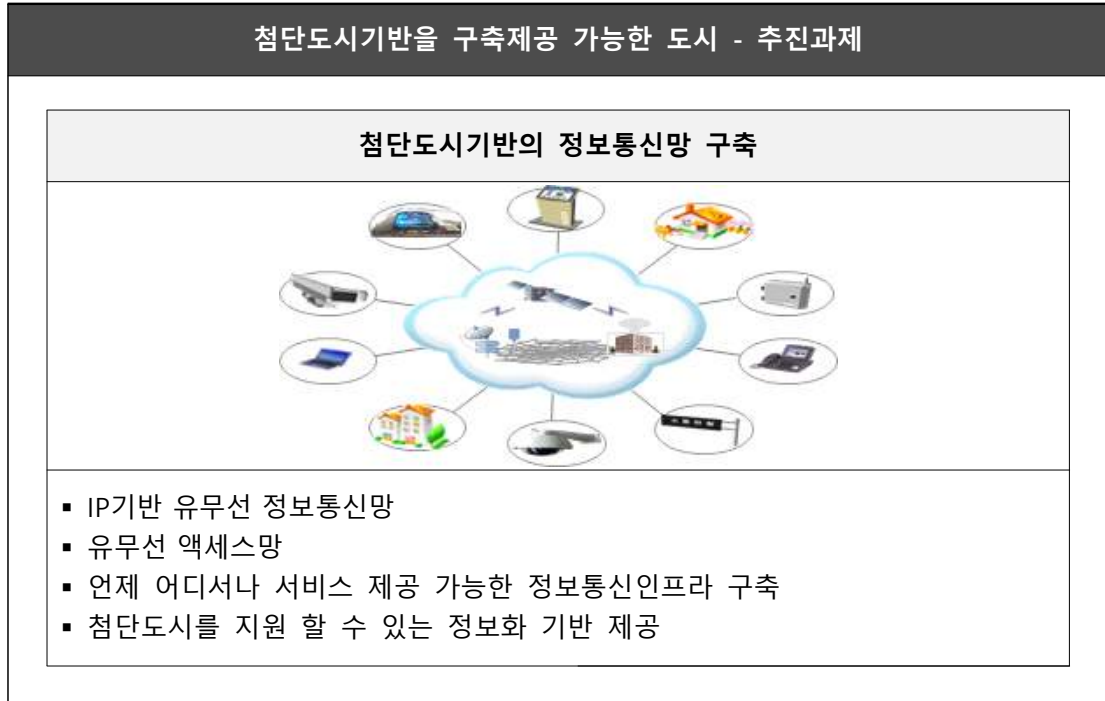 첨단도시기반을 구축제공 가능한 도시 - 추진과제
첨단도시기반의 정보통신망 구축
▪ IP기반 유무선 정보통신망
▪ 유무선 액세스망
▪ 언제 어디서나 서비스 제공 가능한 정보통신인프라 구축
▪ 첨단도시를 지원 할 수 있는 정보화 기반 제공